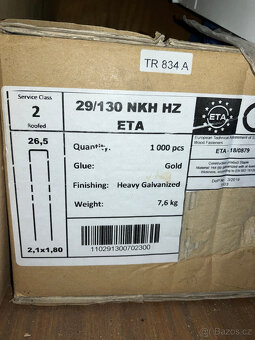 TR 834 A
Service Class
2
Roofed
29/130 NKH HZ
ETA
ETA
26,5
Quantity: 1 000 pcs
Glue: Gold
Finishing: Heavy Galvanized
Weight: 7,6 kg
2,1x1,80
110291300702300
European Technical
Wood Fasteners
ETA-18/0879
Bazoš.cz